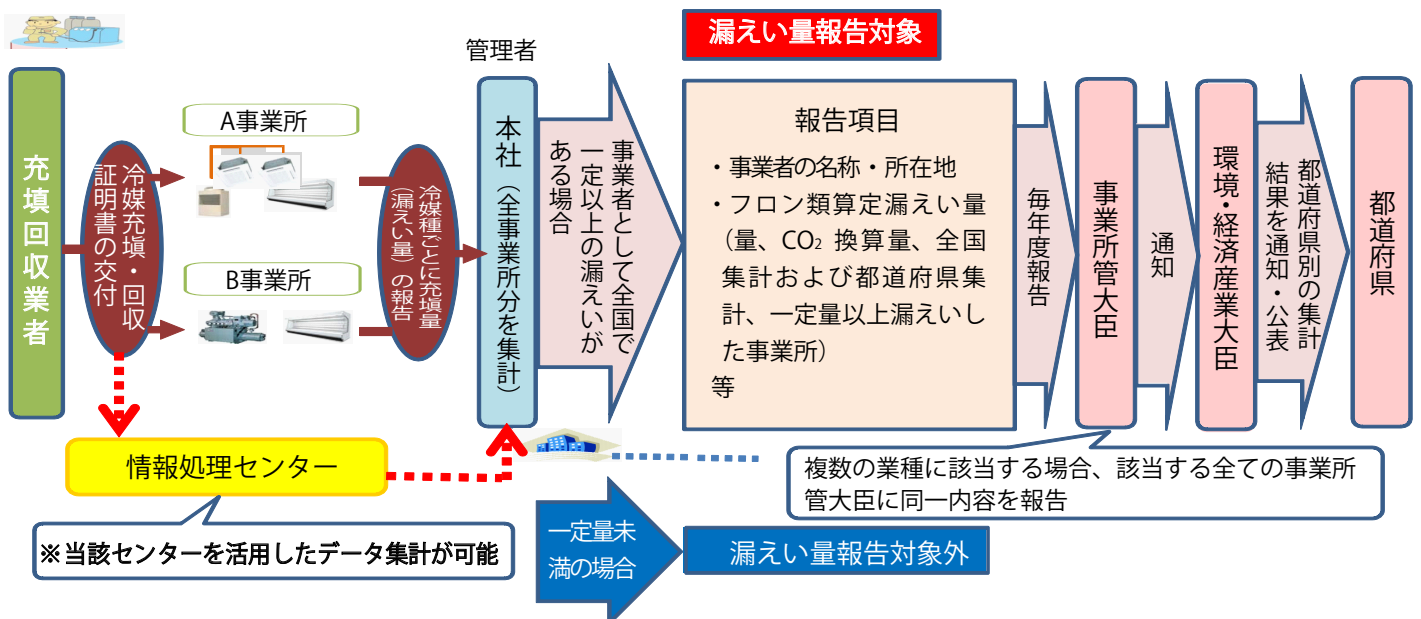 漏えい量報告対象
充填回収業者
冷媒充塡・回収
証明書の交付
A事業所
B事業所
冷媒種ごとに充塡量
（漏えい量）の報告
管理者
本社（全事業所分を集計）
事業者として全国で
一定以上の漏えいが
ある場合
報告項目
・事業者の名称・所在地
・フロン類算定漏えい量
（量、CO₂ 換算量、全国
集計および都道府県集
計、一定量以上漏えいし
た事業所）
等
毎年度報告
事業所管大臣
通知
環境・経済産業大臣
都道府県別の集計
結果を通知・公表
都道府県
情報処理センター
※当該センターを活用したデータ集計が可能
複数の業種に該当する場合、該当する全ての事業所
管大臣に同一内容を報告
一定量未
満の場合
漏えい量報告対象外